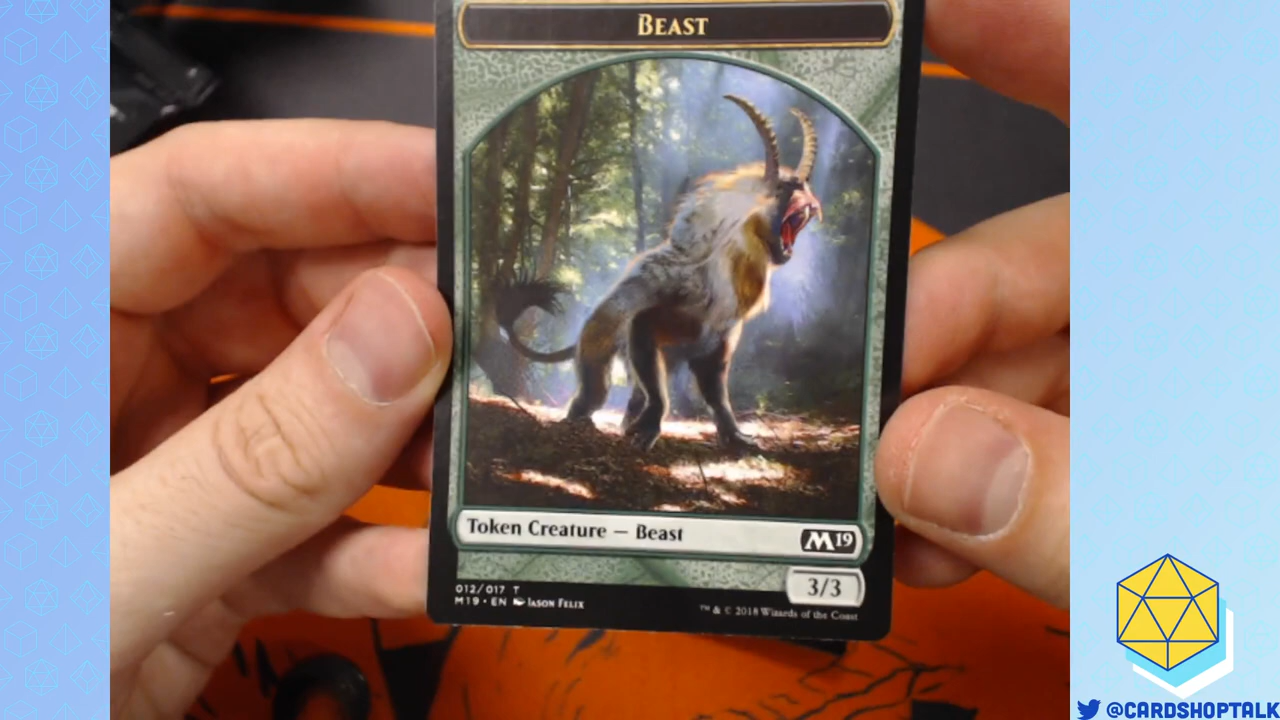 BEAST
Token Creature — Beast
M19
3/3
012/017 T
M19 • EN JASON FELIX
™ & © 2018 Wizards of the Coast
@CARDSHOPTALK